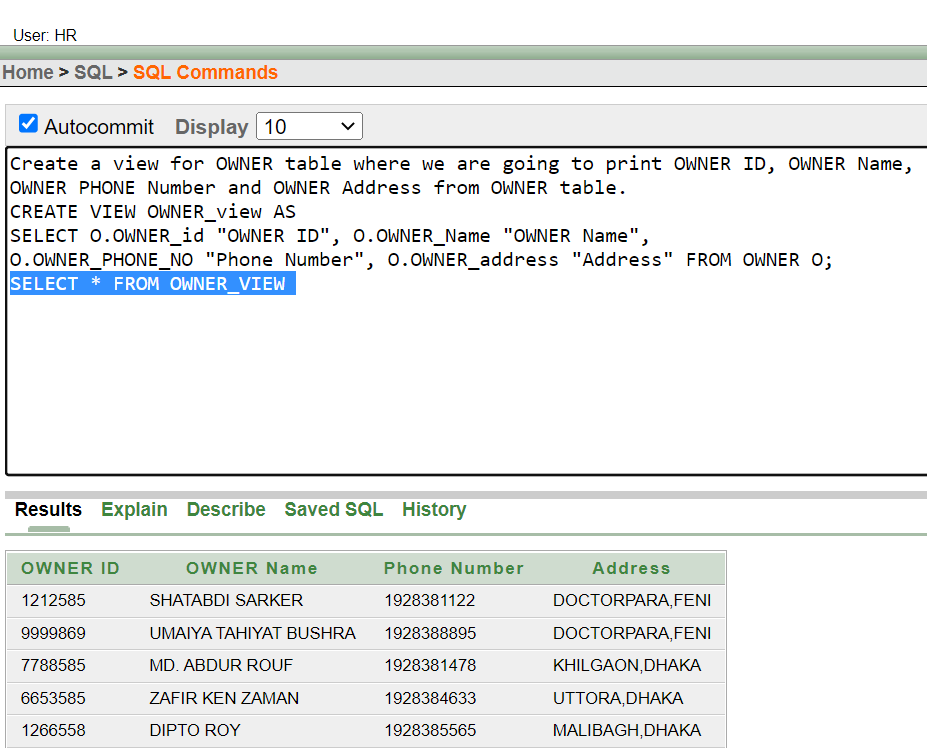 User: HR
Home > SQL > SQL Commands
Autocommit Display 10
Create a view for OWNER table where we are going to print OWNER ID, OWNER Name,
OWNER PHONE Number and OWNER Address from OWNER table.
CREATE VIEW OWNER_view AS
SELECT O.OWNER_id "OWNER ID", O.OWNER_Name "OWNER Name",
O.OWNER_PHONE_NO "Phone Number", O.OWNER_address "Address" FROM OWNER O;
SELECT * FROM OWNER_VIEW
Results Explain Describe Saved SQL History
OWNER ID OWNER Name Phone Number Address
1212585 SHATABDI SARKER 1928381122 DOCTORPARA,FENI
9999869 UMAIYA TAHIYAT BUSHRA 1928388895 DOCTORPARA,FENI
7788585 MD. ABDUR ROUF 1928381478 KHILGAON,DHAKA
6653585 ZAFIR KEN ZAMAN 1928384633 UTTORA,DHAKA
1266558 DIPTO ROY 1928385565 MALIBAGH,DHAKA